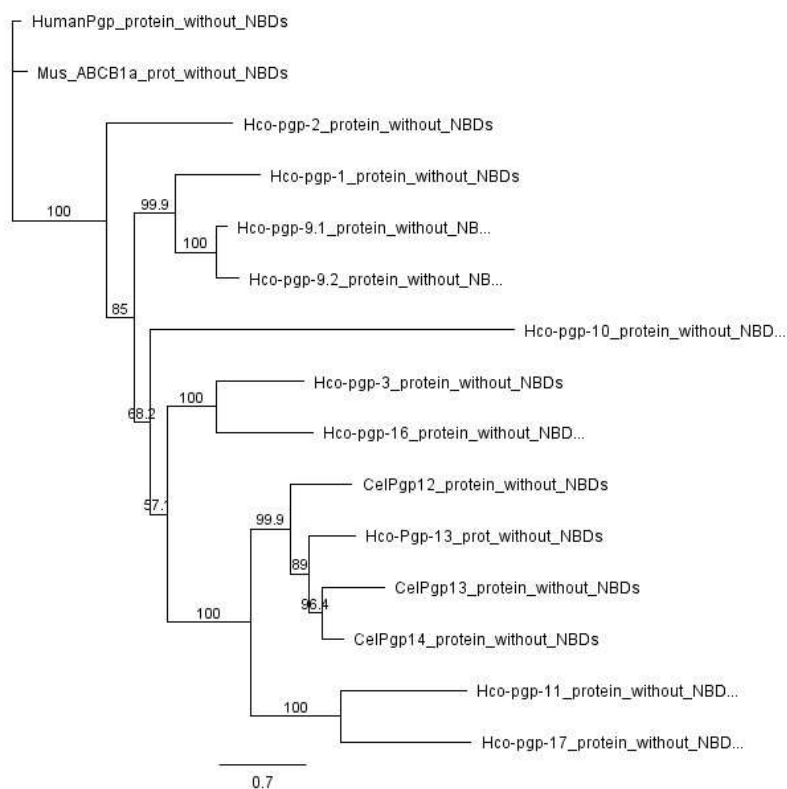 HumanPgp_protein_without_NBDs
Mus_ABCB1a_prot_without_NBDs
Hco-pgp-2_protein_without_NBDs
Hco-pgp-1_protein_without_NBDs
99.9
100
Hco-pgp-9.1_protein_without_NB...
100
Hco-pgp-9.2_protein_without_NB...
85
Hco-pgp-10_protein_without_NBD...
Hco-pgp-3_protein_without_NBDs
100
68.2
Hco-pgp-16_protein_without_NBD...
CelPgp12_protein_without_NBDs
57.1
99.9
Hco-Pgp-13_prot_without_NBDs
89
CelPgp13_protein_without_NBDs
96.4
100
CelPgp14_protein_without_NBDs
Hco-pgp-11_protein_without_NBD...
100
Hco-pgp-17_protein_without_NBD...
0.7